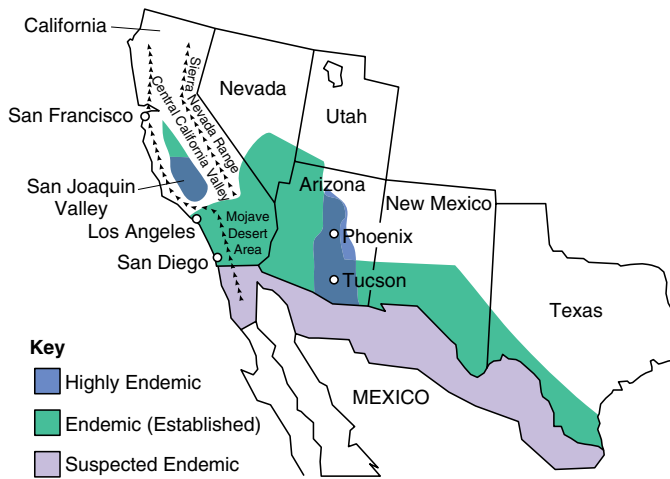 California
Sierra Nevada Range
Central California Valley
Nevada
Utah
San Francisco
San Joaquin
Valley
Arizona
New Mexico
Los Angeles
Mojave
Desert
Area
Phoenix
San Diego
Tucson
Texas
MEXICO
Key
Highly Endemic
Endemic (Established)
Suspected Endemic